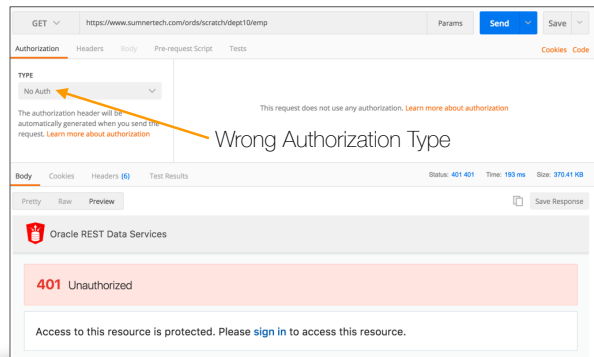 GET https://www.sumnertech.com/ords/scratch/dept10/emp Params Send Save
Authorization Headers Body Pre-request Script Tests Cookies Code
TYPE
No Auth
The authorization header will be
automatically generated when you send the
request. Learn more about authorization
This request does not use any authorization. Learn more about authorization
Wrong Authorization Type
Body Cookies Headers (6) Test Results Status: 401 401 Time: 193 ms Size: 370.41 KB
Pretty Raw Preview Save Response
Oracle REST Data Services
401 Unauthorized
Access to this resource is protected. Please sign in to access this resource.